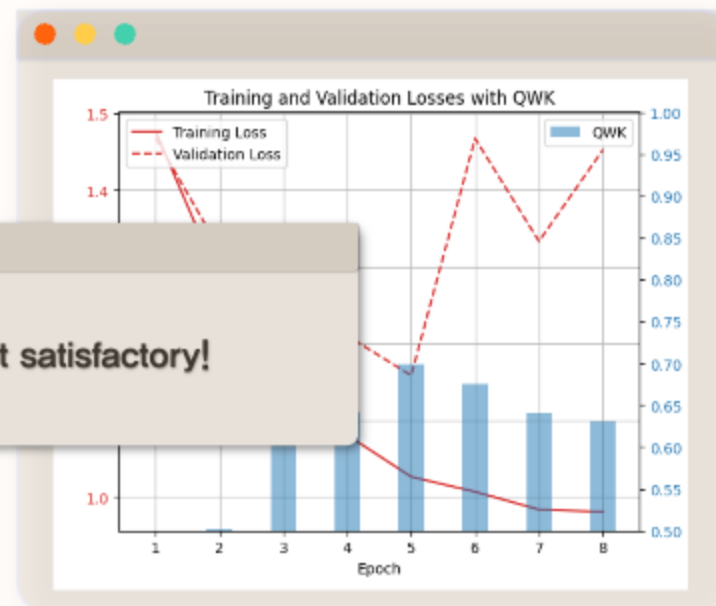 Training and Validation Losses with QWK
1.5
1.00
Training Loss
QWK
Validation Loss
0.95
1.4
0.90
0.85
0.80
t satisfactory!
0.75
0.70
0.65
0.60
1.0
0.55
0.50
1 2 3 4 5 6 7 8
Epoch